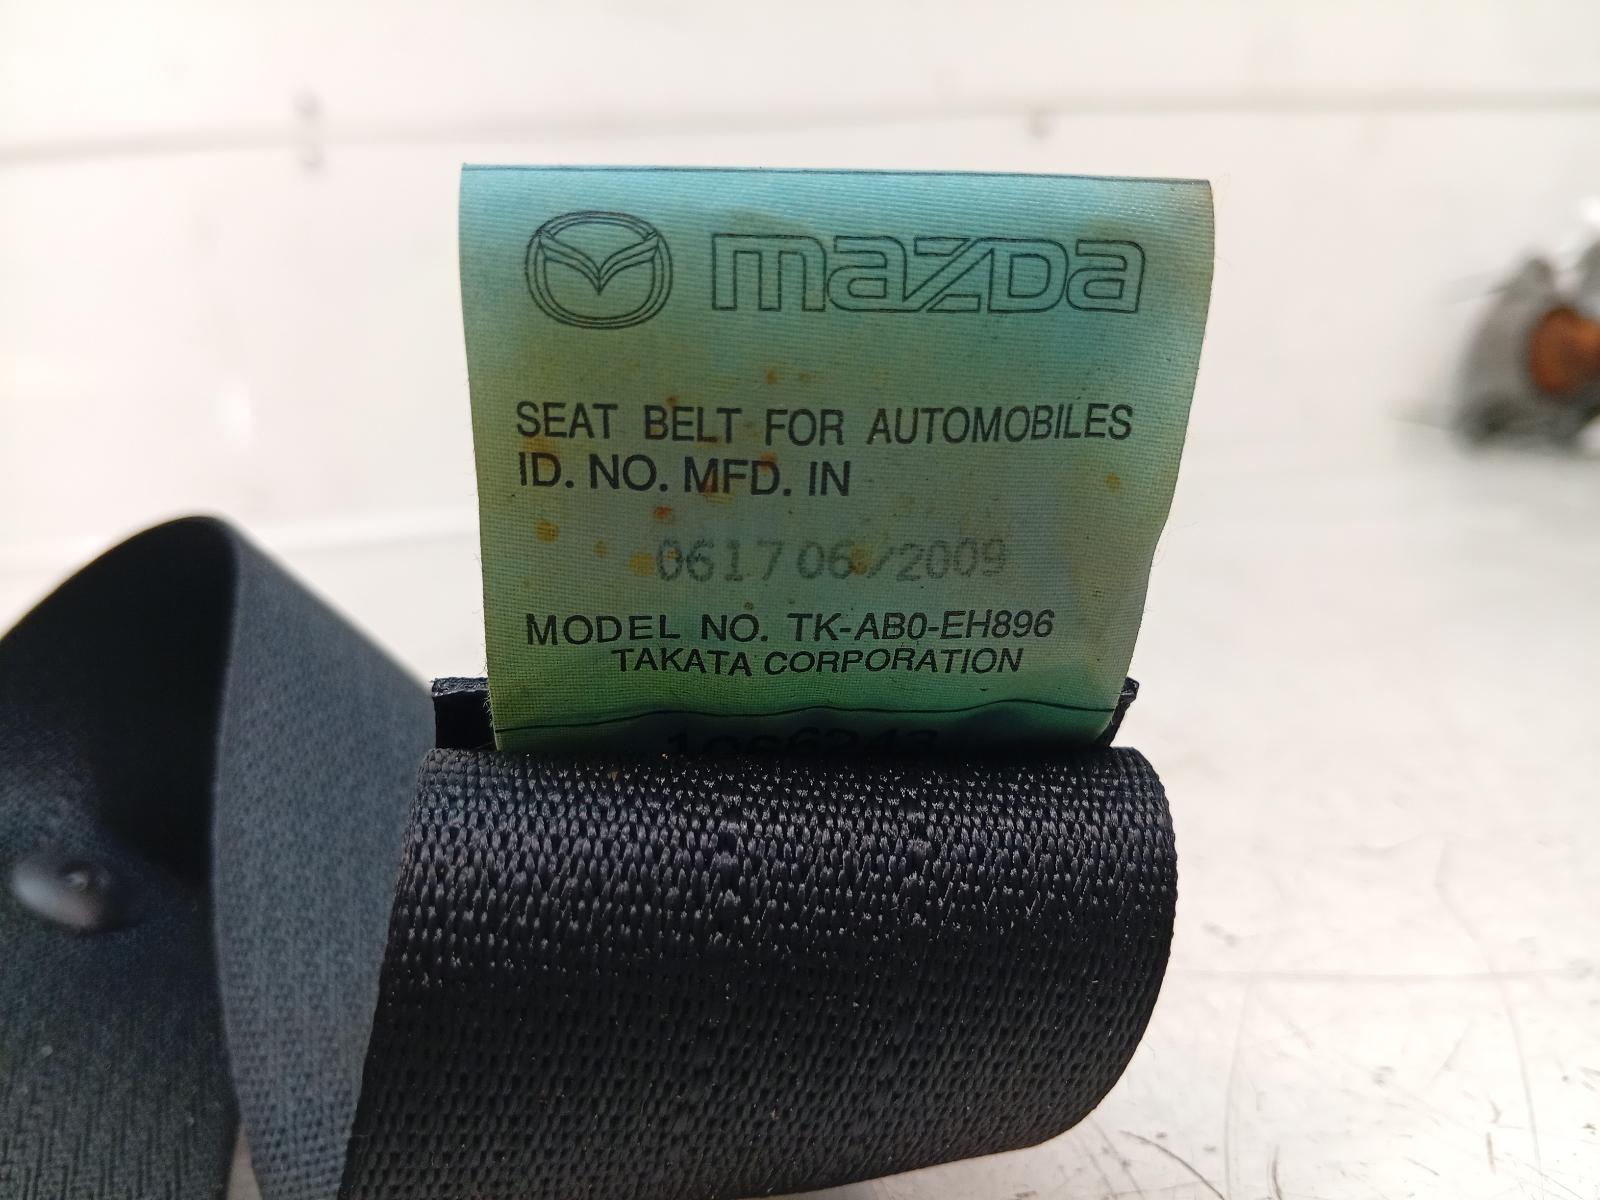 mazda
SEAT BELT FOR AUTOMOBILES
ID. NO. MFD. IN
0617 06/2009
MODEL NO. TK-AB0-EH896
TAKATA CORPORATION
1066243